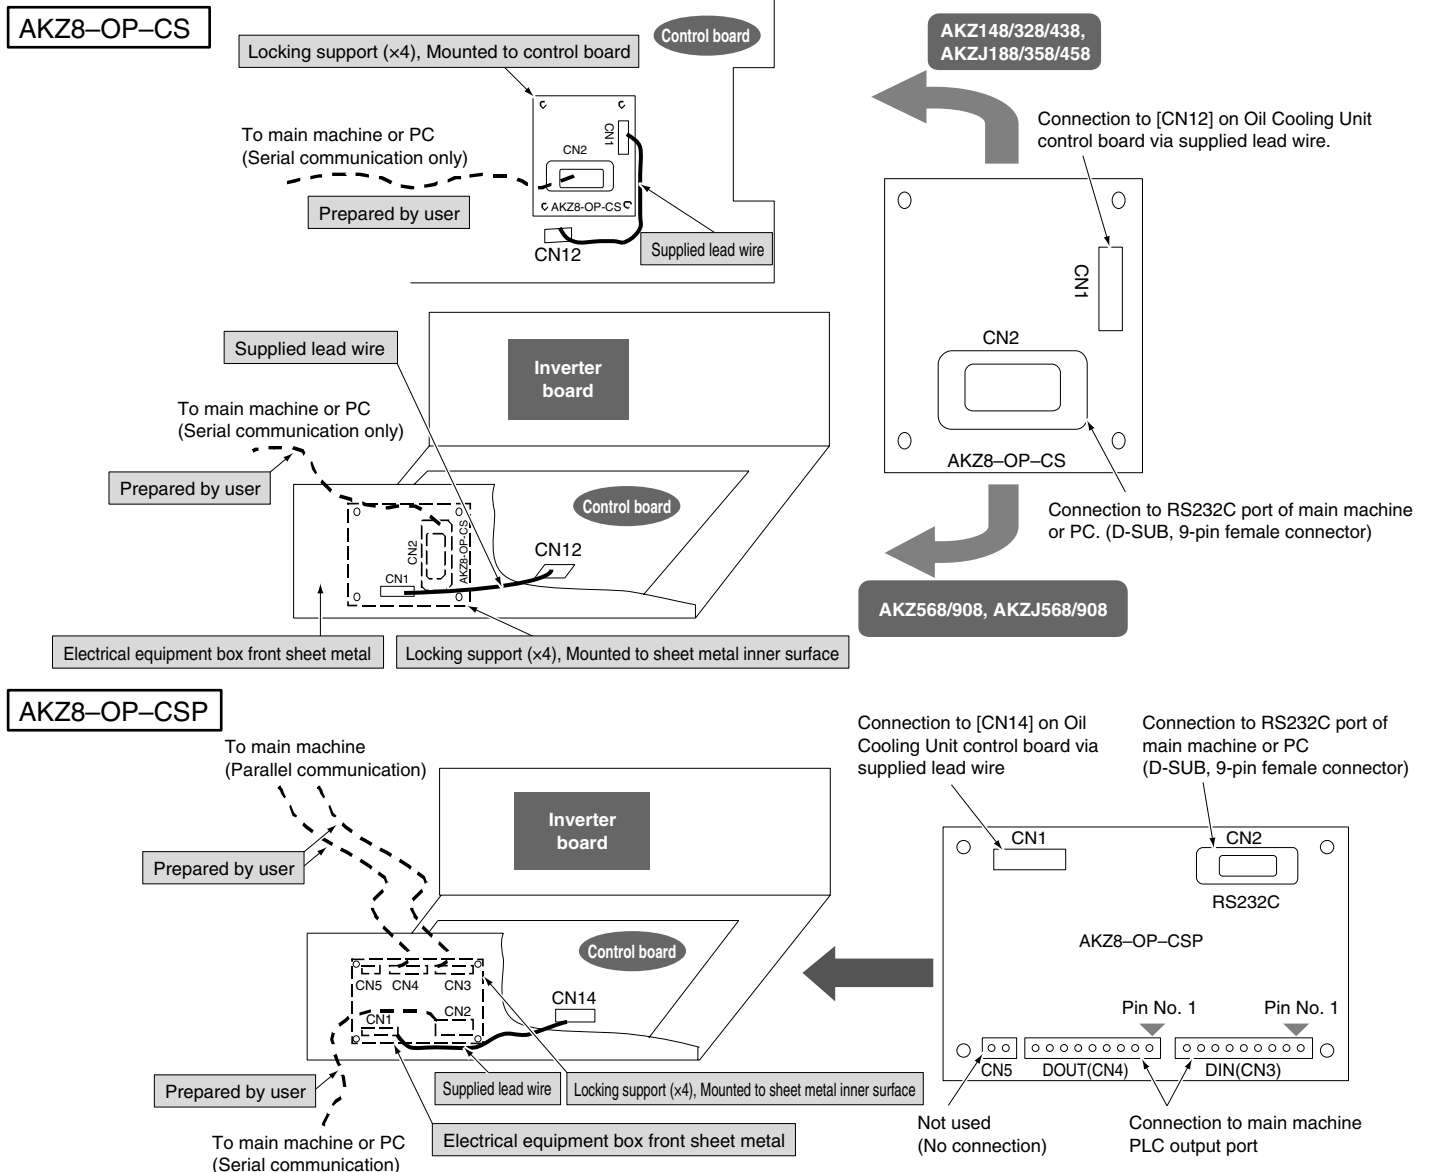 AKZ8–OP–CS
Locking support (×4), Mounted to control board
Control board
AKZ148/328/438,
AKZJ188/358/458
To main machine or PC
(Serial communication only)
Prepared by user
CN1
CN2
AKZ8-OP-CS
CN12
Supplied lead wire
Connection to [CN12] on Oil Cooling Unit
control board via supplied lead wire.
CN1
CN2
AKZ8–OP–CS
Connection to RS232C port of main machine
or PC. (D-SUB, 9-pin female connector)
Supplied lead wire
Inverter
board
To main machine or PC
(Serial communication only)
Prepared by user
Control board
CN2
AKZ8-OP-CS
CN1
CN12
AKZ568/908, AKZJ568/908
Electrical equipment box front sheet metal
Locking support (×4), Mounted to sheet metal inner surface
AKZ8–OP–CSP
To main machine
(Parallel communication)
Prepared by user
Inverter
board
Control board
CN5
CN4
CN3
CN1
CN2
CN14
Prepared by user
Supplied lead wire
Locking support (×4), Mounted to sheet metal inner surface
To main machine or PC
(Serial communication)
Electrical equipment box front sheet metal
Connection to [CN14] on Oil
Cooling Unit control board via
supplied lead wire
Connection to RS232C port of
main machine or PC
(D-SUB, 9-pin female connector)
CN1
CN2
RS232C
AKZ8–OP–CSP
Pin No. 1
Pin No. 1
CN5
DOUT(CN4)
DIN(CN3)
Not used
(No connection)
Connection to main machine
PLC output port